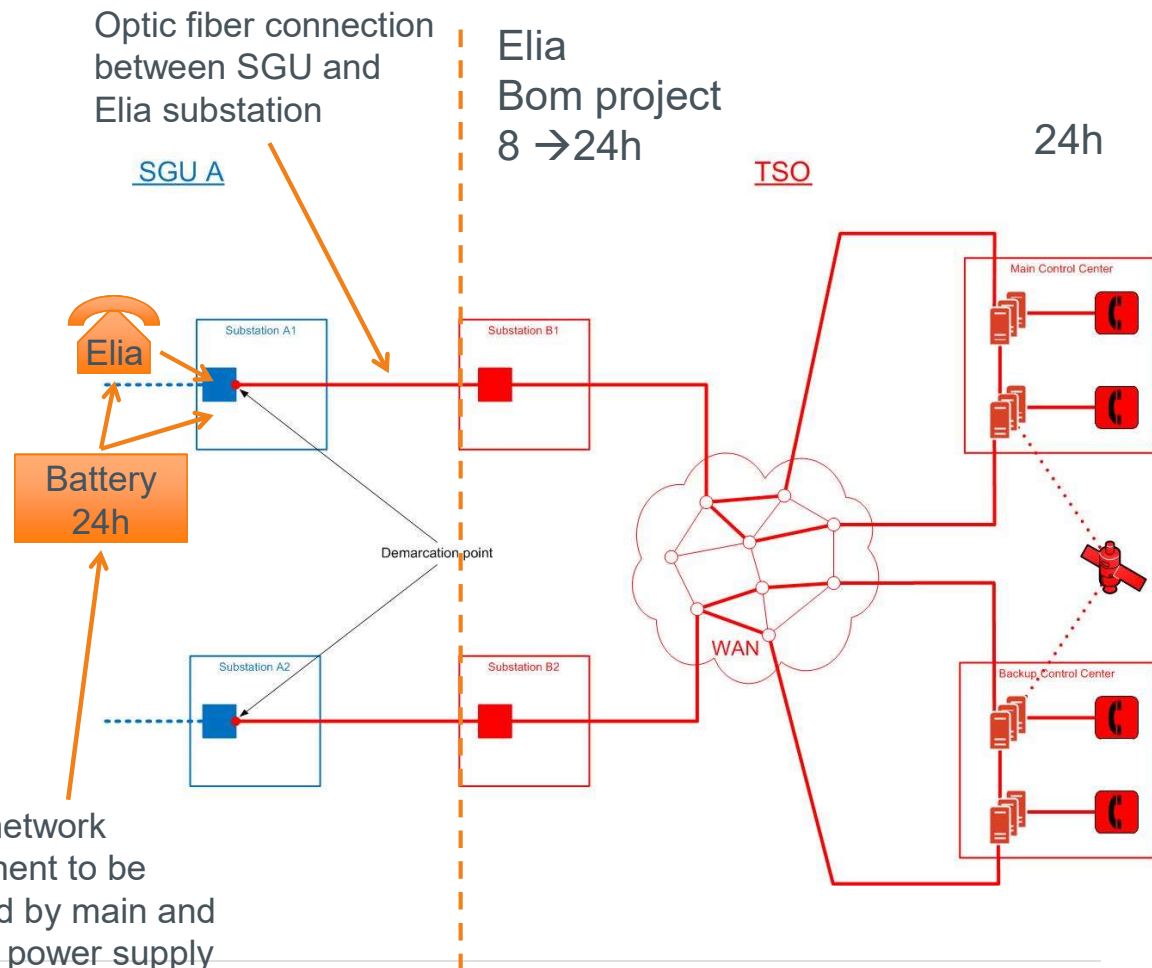 Optic fiber connection
between SGU and
Elia substation
Elia
Bom project
8 →24h
24h
SGU A
TSO
Main Control Center
Substation A1
Substation B1
Elia
Battery
24h
Demarcation point
WAN
Substation A2
Substation B2
Backup Control Center
network
ment to be
d by main and
power supply